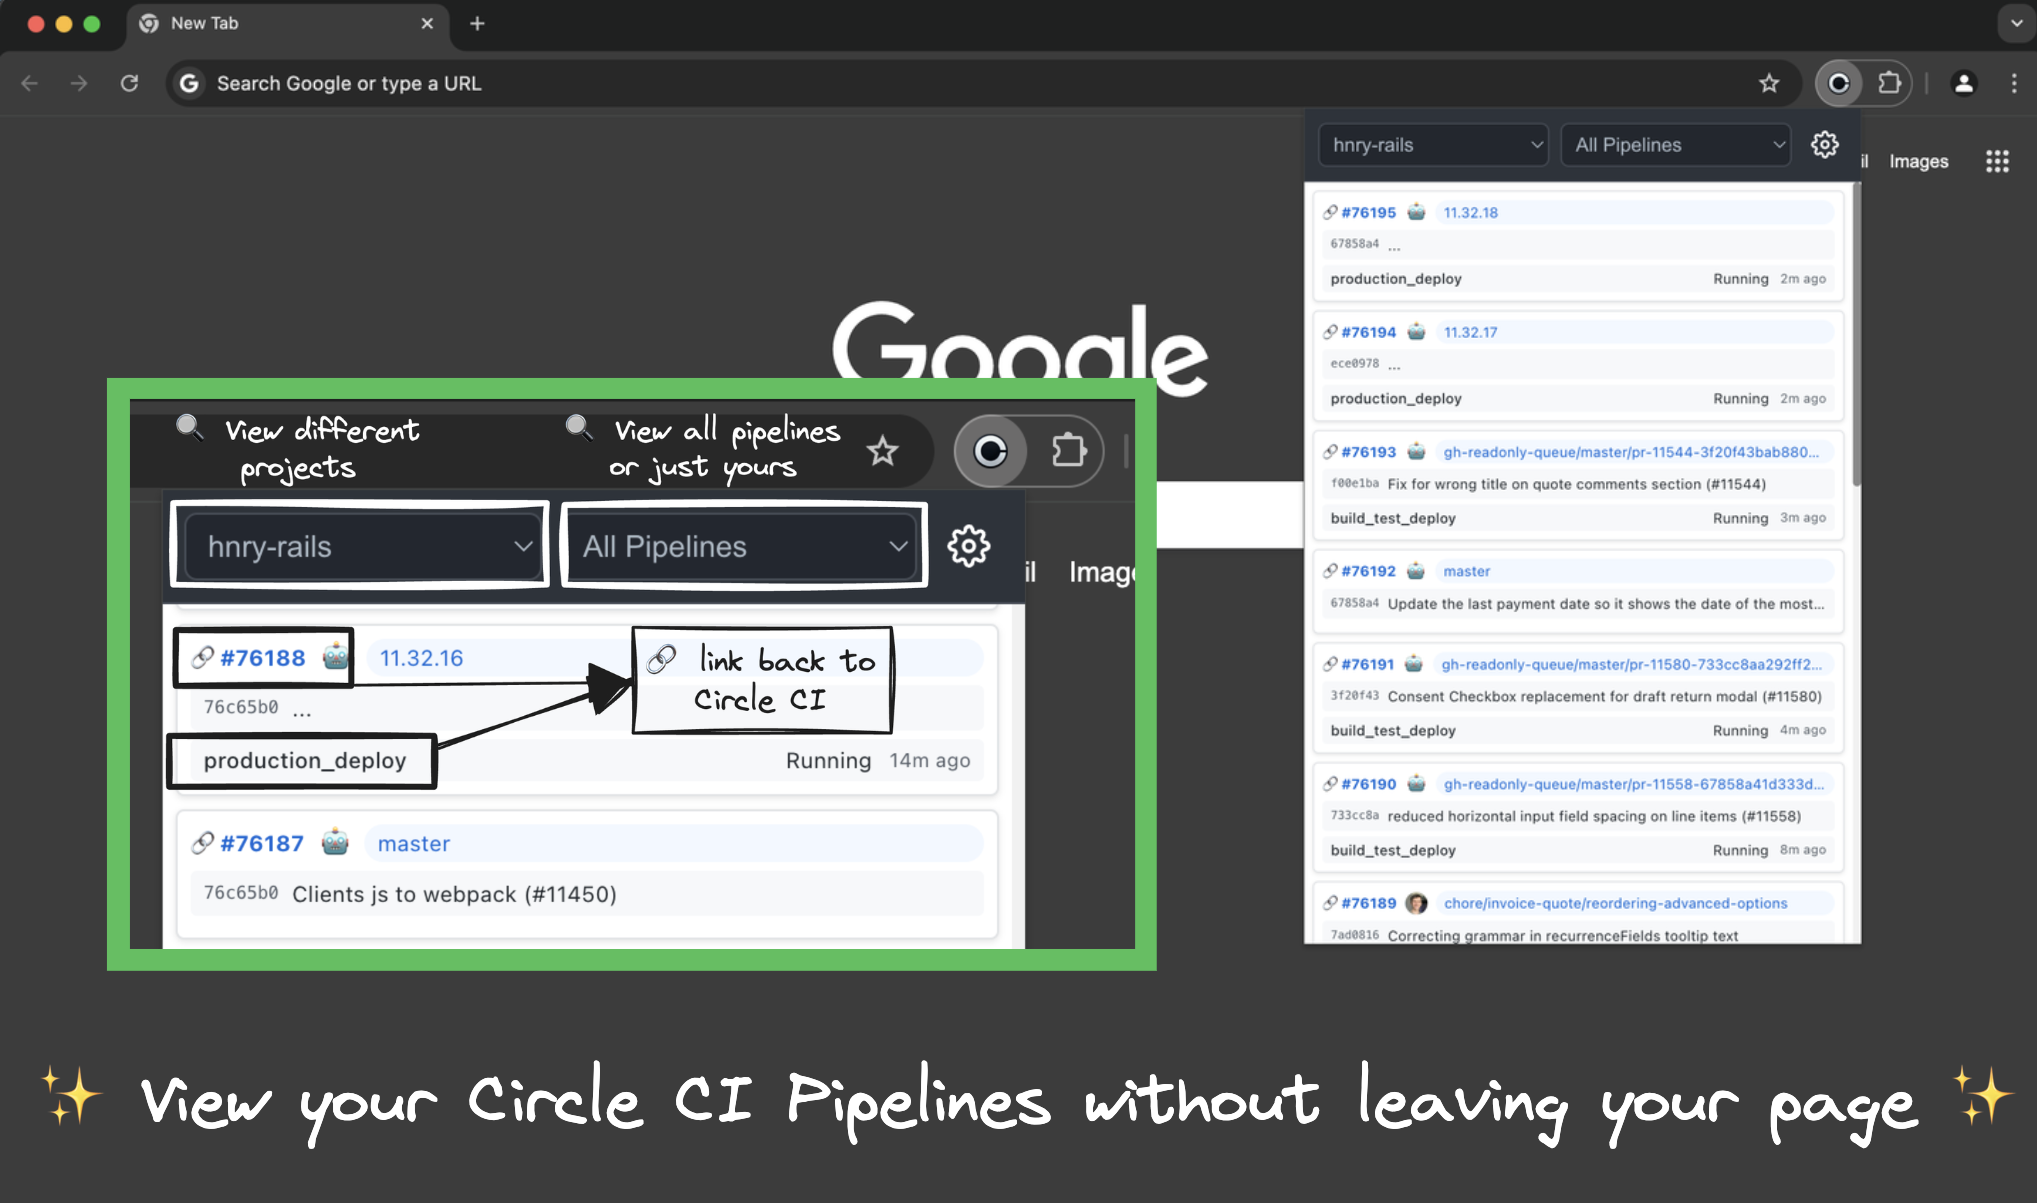 New Tab
Search Google or type a URL
hnry-rails
All Pipelines
il
Images
#76195
11.32.18
67858a4 ...
production_deploy
Running 2m ago
#76194
11.32.17
ece0978 ...
production_deploy
Running 2m ago
#76193
gh-readonly-queue/master/pr-11544-3f20f43bab880...
f00e1ba Fix for wrong title on quote comments section (#11544)
build_test_deploy
Running 3m ago
#76192
master
67858a4 Update the last payment date so it shows the date of the most...
#76191
gh-readonly-queue/master/pr-11580-733cc8aa292ff2...
3f20f43 Consent Checkbox replacement for draft return modal (#11580)
build_test_deploy
Running 4m ago
#76190
gh-readonly-queue/master/pr-11558-67858a41d333d...
733cc8a reduced horizontal input field spacing on line items (#11558)
build_test_deploy
Running 8m ago
#76189
chore/invoice-quote/reordering-advanced-options
7ad0816 Correcting grammar in recurrenceFields tooltip text
Google
View different
projects
View all pipelines
or just yours
hnry-rails
All Pipelines
il
Imag
#76188
11.32.16
76c65b0 ...
production_deploy
Running 14m ago
link back to
Circle CI
#76187
master
76c65b0 Clients js to webpack (#11450)
View your Circle CI Pipelines without leaving your page